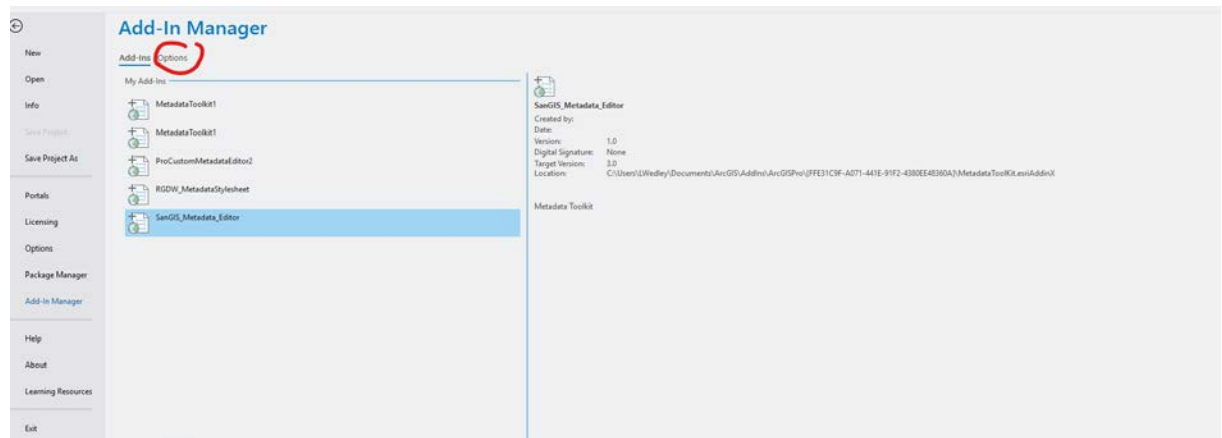 Add-In Manager
New
Open
Info
Save Project
Save Project As
Portals
Licensing
Options
Package Manager
Add-In Manager
Help
About
Learning Resources
Exit
Add-Ins Options
My Add-Ins
MetadataToolkit1
MetadataToolkit1
ProCustomMetadataEditor2
RGDW_MetadataStylesheet
SanGIS_Metadata_Editor
SanGIS_Metadata_Editor
Created by:
Date:
Version: 1.0
Digital Signature: None
Target Version: 3.0
Location: C:\Users\LWedley\Documents\ArcGIS\AddIns\ArcGISPro\{FFE31C9F-A071-441E-91F2-4380EE48360A}\MetadataToolKit.esriAddinX
Metadata Toolkit